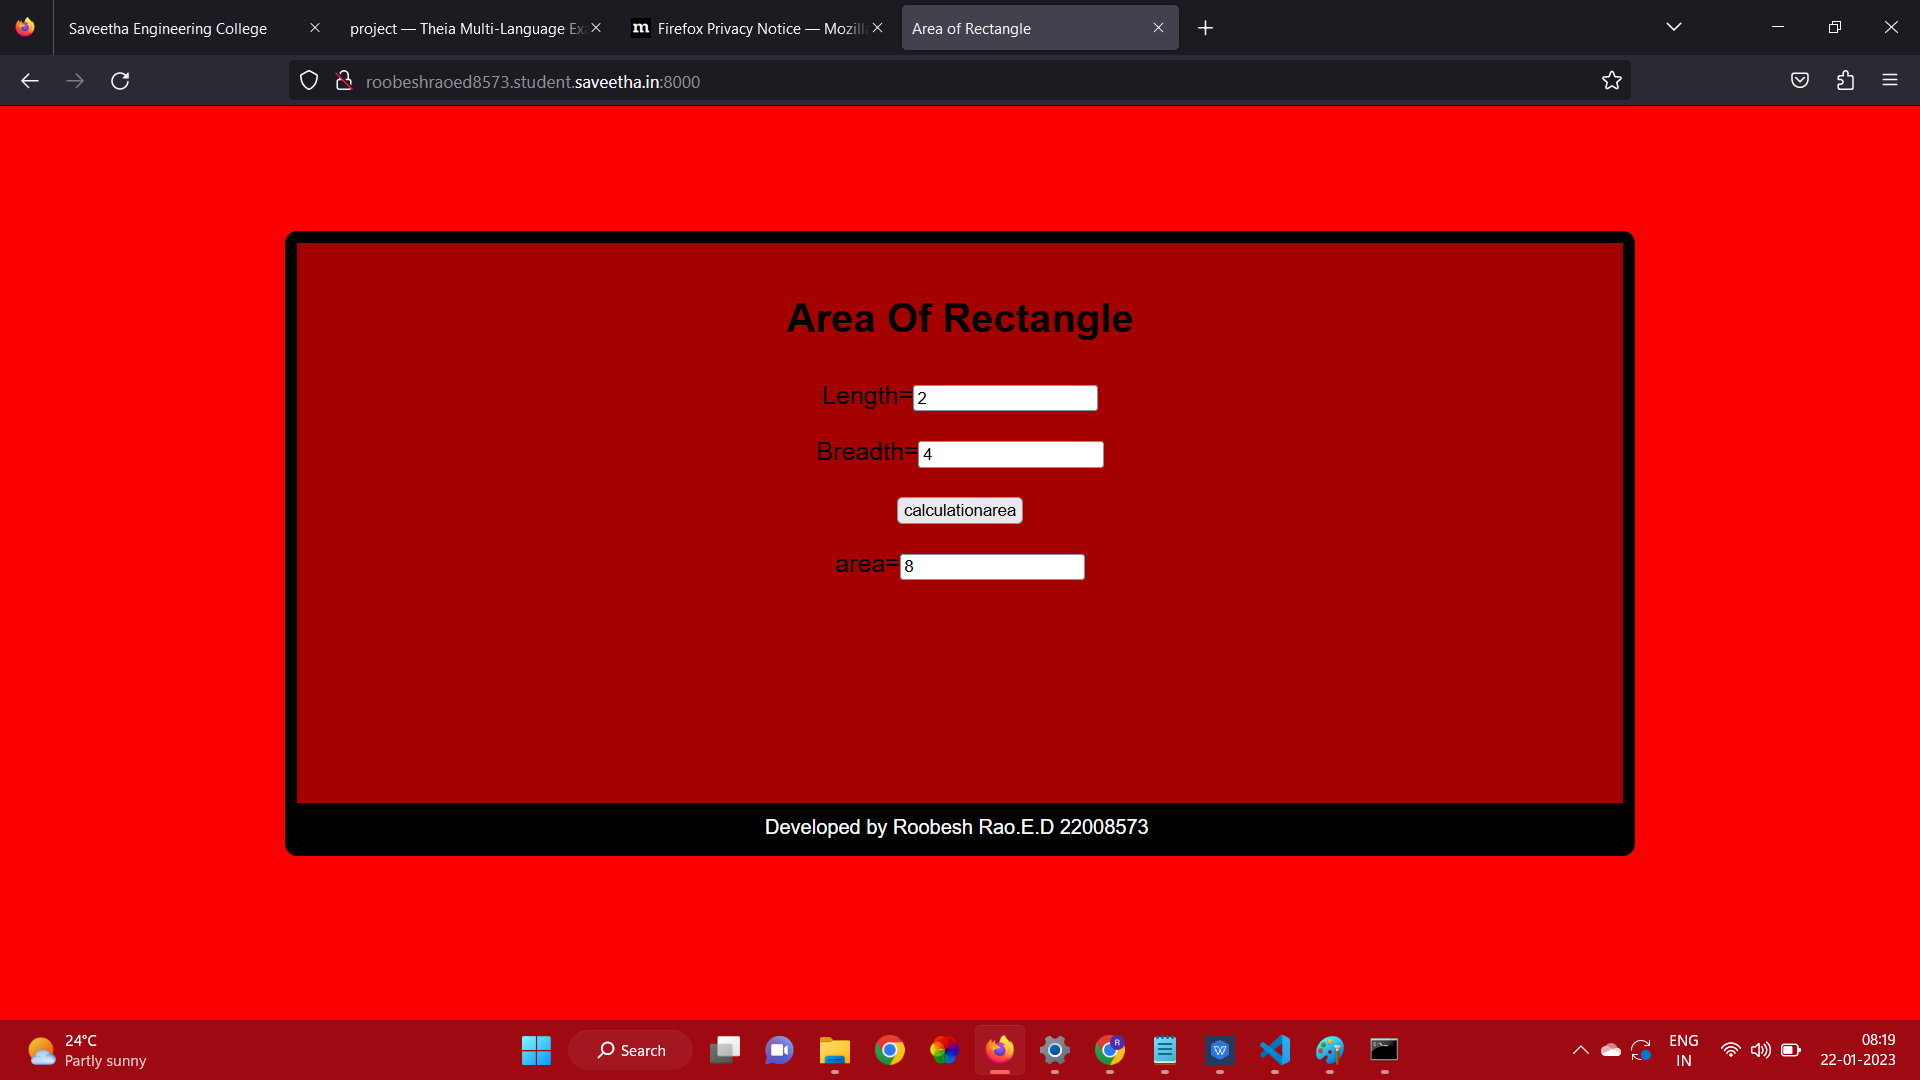 Saveetha Engineering College
project — Theia Multi-Language Ex
m Firefox Privacy Notice — Mozill
Area of Rectangle
roobeshraoed8573.student.saveetha.in:8000
Area Of Rectangle
Length=2
Breadth=4
calculationarea
area=8
Developed by Roobesh Rao.E.D 22008573
24°C
Partly sunny
Search
R
ENG
IN
08:19
22-01-2023